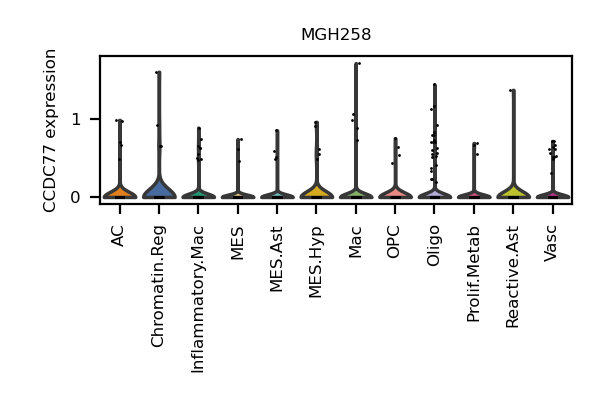 MGH258
CCDC77 expression
1
0
AC
Chromatin.Reg
Inflammatory.Mac
MES
MES.Ast
MES.Hyp
Mac
OPC
Oligo
Prolif.Metab
Reactive.Ast
Vasc